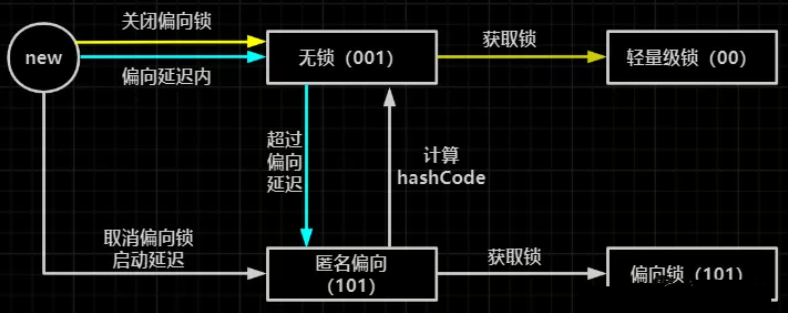 关闭偏向锁
new
偏向延迟内
无锁（001）
获取锁
轻量级锁（00）
超过
偏向
延迟
计算
hashCode
取消偏向锁
启动延迟
匿名偏向
（101）
获取锁
偏向锁（101）